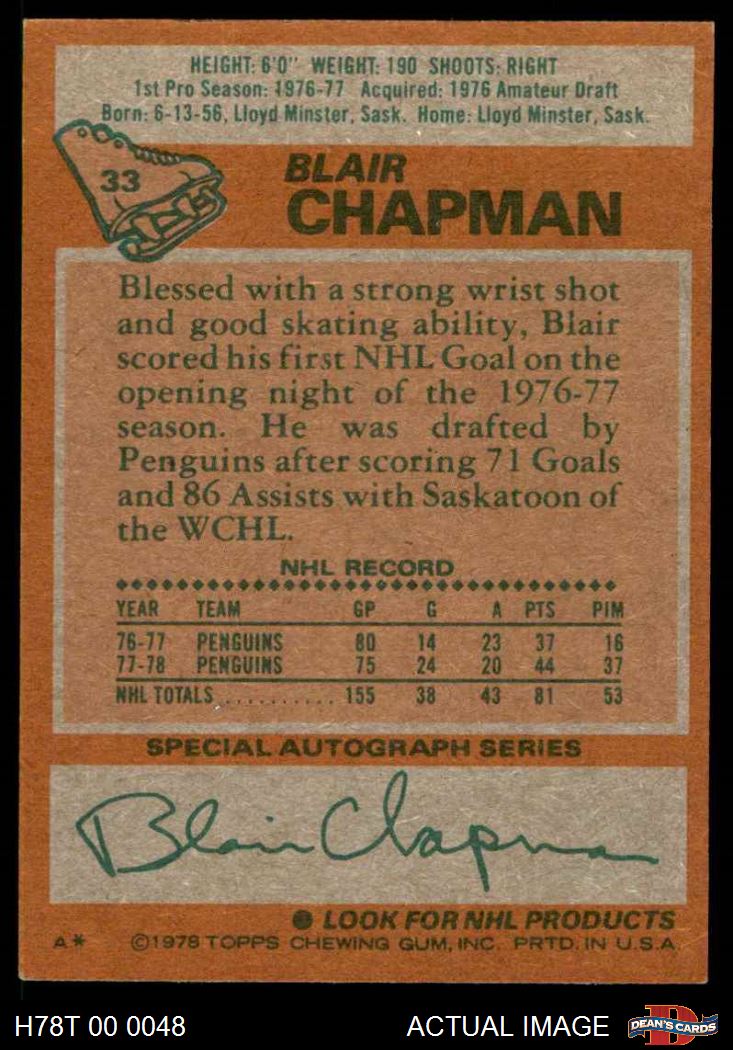 HEIGHT: 6'0" WEIGHT: 190 SHOOTS: RIGHT
1st Pro Season: 1976-77 Acquired: 1976 Amateur Draft
Born: 6-13-56, Lloyd Minster, Sask. Home: Lloyd Minster, Sask.
33
BLAIR
CHAPMAN
Blessed with a strong wrist shot
and good skating ability, Blair
scored his first NHL Goal on the
opening night of the 1976-77
season. He was drafted by
Penguins after scoring 71 Goals
and 86 Assists with Saskatoon of
the WCHL.
NHL RECORD
YEAR TEAM GP G A PTS PIM
76-77 PENGUINS 80 14 23 37 16
77-78 PENGUINS 75 24 20 44 37
NHL TOTALS .......... 155 38 43 81 53
SPECIAL AUTOGRAPH SERIES
Blair Chapman
● LOOK FOR NHL PRODUCTS
A* ©1978 TOPPS CHEWING GUM, INC. PRTD. IN U.S.A.
H78T 00 0048 ACTUAL IMAGE D DEAN'S CARDS